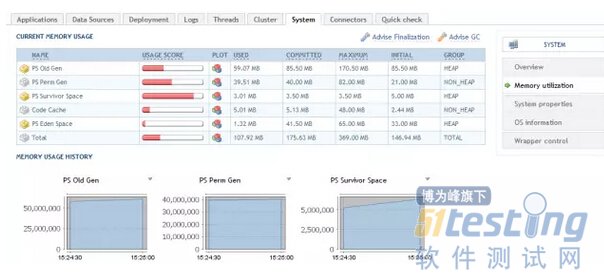 Applications Data Sources Deployment Logs Threads Cluster System Connectors Quick check
CURRENT MEMORY USAGE
Advise Finalization Advise GC
NAME USAGE SCORE PLOT USED COMMITTED MAXIMUM INITIAL GROUP
PS Old Gen 59.07 MB 85.50 MB 170.50 MB 85.50 MB HEAP
PS Perm Gen 39.51 MB 40.00 MB 82.00 MB 21.00 MB NON_HEAP
PS Survivor Space 3.01 MB 3.50 MB 3.50 MB 5.00 MB HEAP
Code Cache 5.01 MB 5.13 MB 48.00 MB 2.44 MB NON_HEAP
PS Eden Space 1.32 MB 41.50 MB 65.00 MB 33.00 MB HEAP
Total 107.92 MB 175.63 MB 369.00 MB 146.94 MB TOTAL
SYSTEM
Overview
Memory utilization
System properties
OS information
Wrapper control
MEMORY USAGE HISTORY
PS Old Gen PS Perm Gen PS Survivor Space
50,000,000
25,000,000
0
15:24:30 15:25:00
40,000,000
20,000,000
0
15:24:30 15:25:00
5,000,000
2,500,000
0
15:24:30 15:25:00
博为峰旗下
51testing
软件测试网